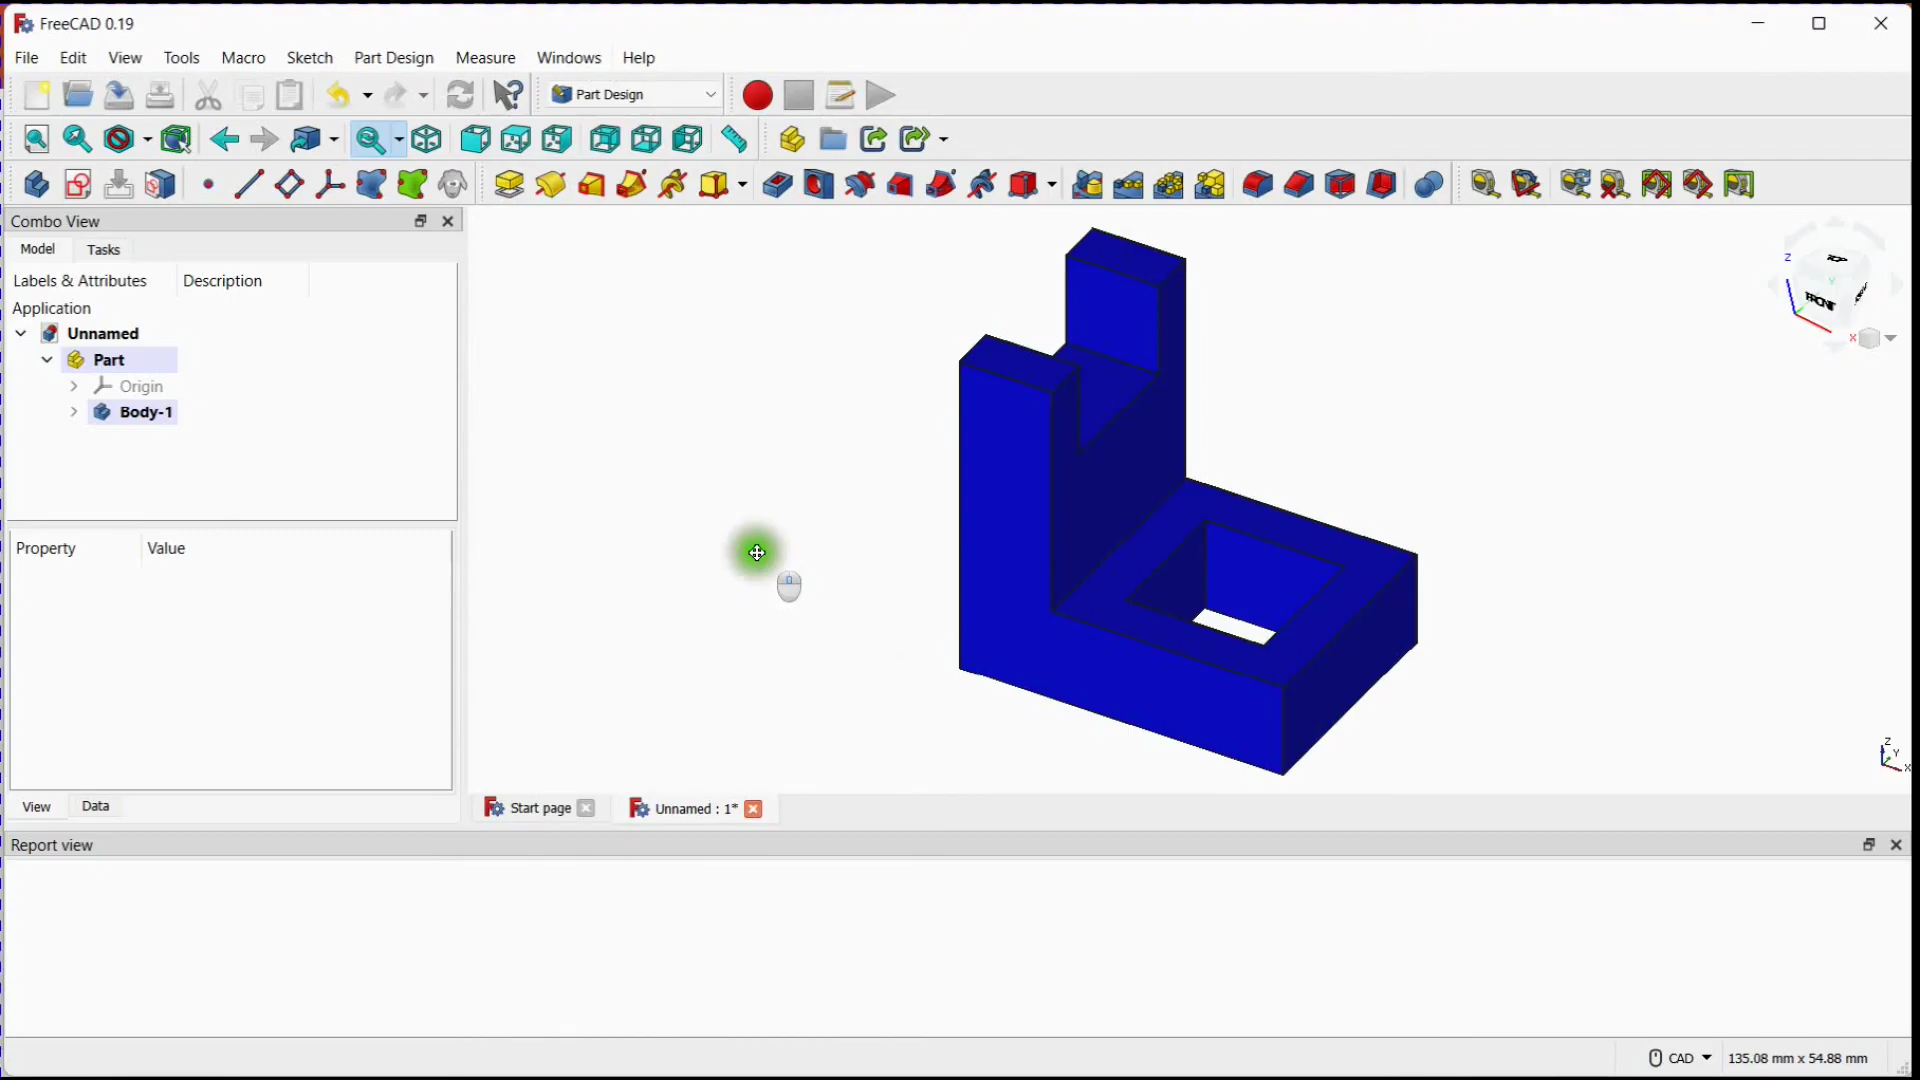 FreeCAD 0.19
File Edit View Tools Macro Sketch Part Design Measure Windows Help
Part Design
Combo View
Model Tasks
Labels & Attributes Description
Application
Unnamed
Part
Origin
Body-1
Property Value
View Data
TOP
FRONT
Z
Y
X
Z
Y
X
Start page Unnamed : 1*
Report view
CAD 135.08 mm x 54.88 mm